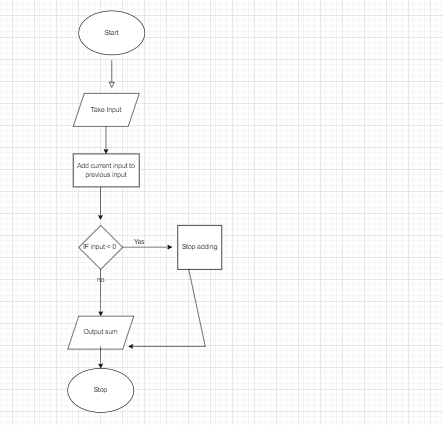 Start
Take Input
Add current input to
previous input
IF input < 0
Yes
Stop adding
no
Output sum
Stop